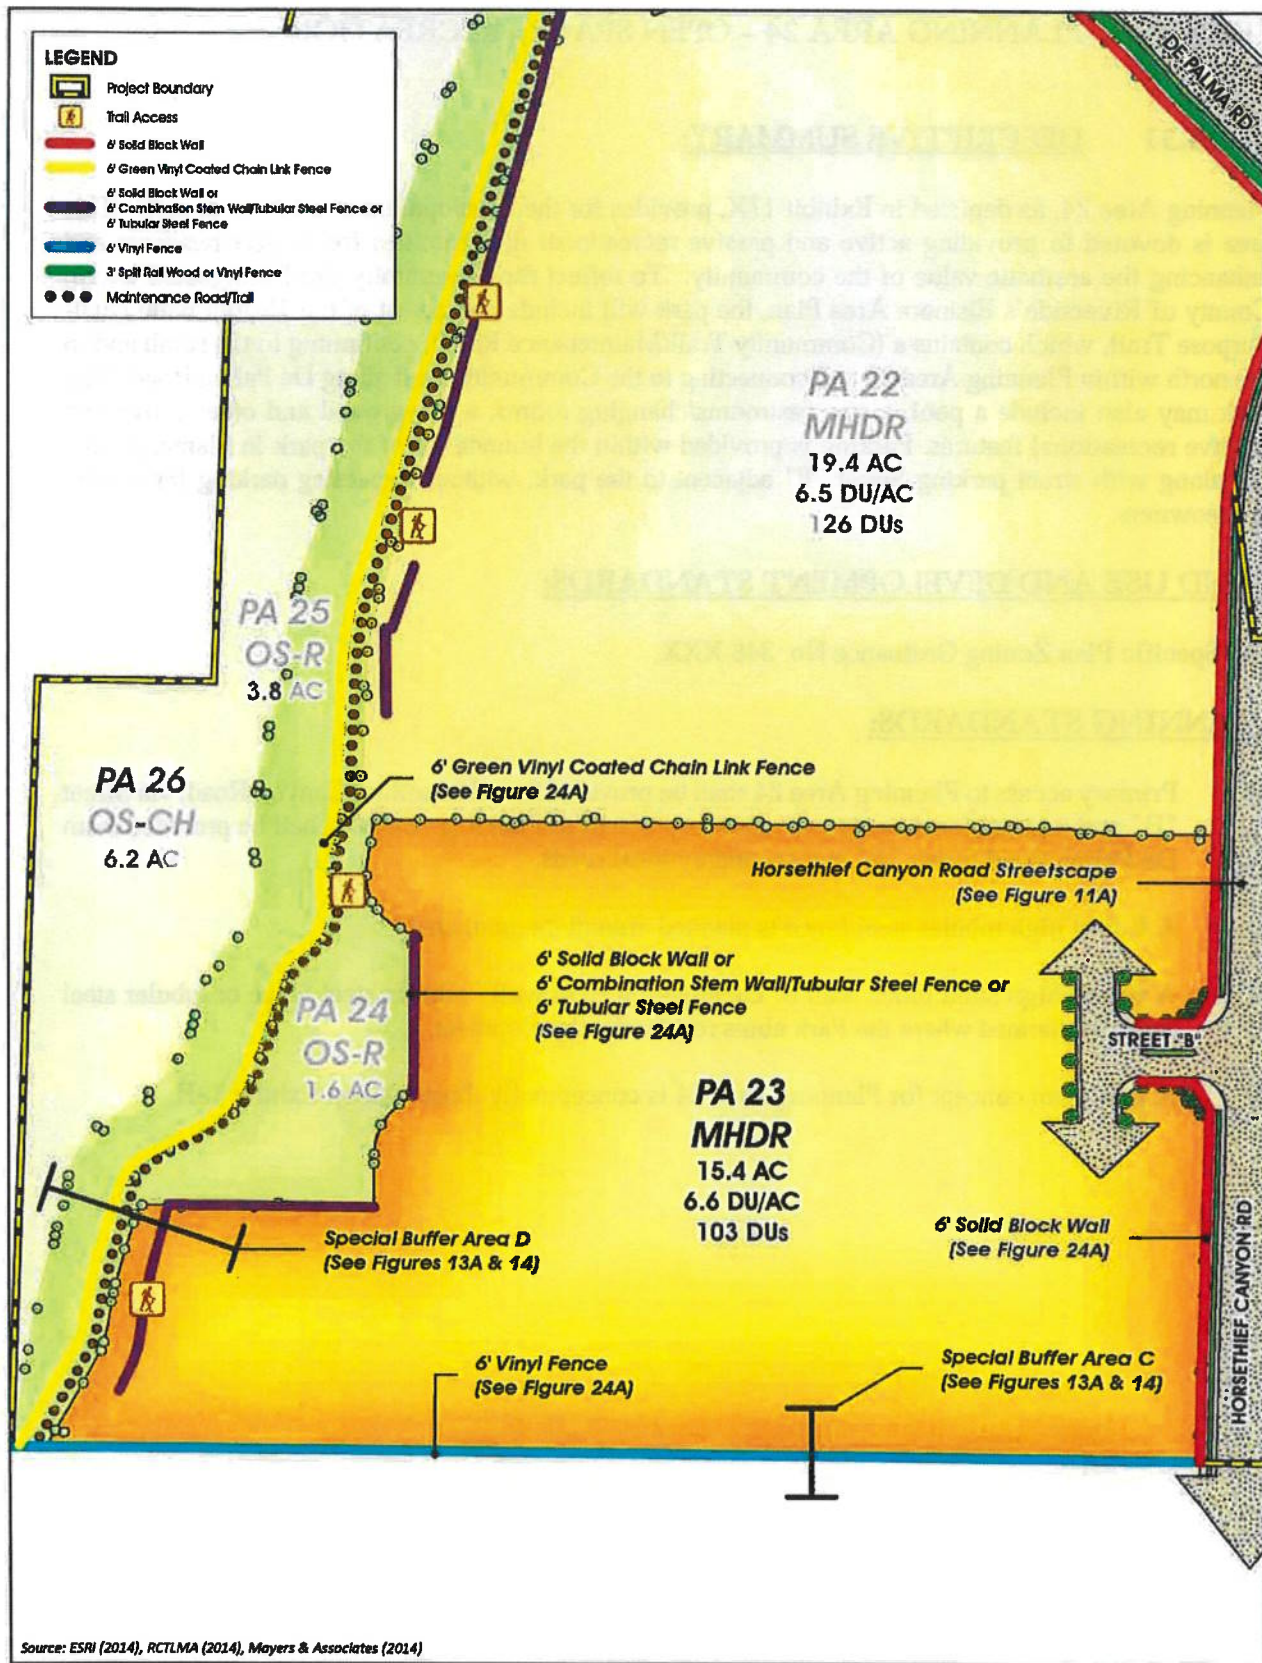 LEGEND
Project Boundary
Trail Access
6' Solid Block Wall
6' Green Vinyl Coated Chain Link Fence
6' Solid Block Wall or
6' Combination Stem Wall/Tubular Steel Fence or
6' Tubular Steel Fence
6' Vinyl Fence
3' Split Rail Wood or Vinyl Fence
Maintenance Road/Trail
DE PALMA RD
PA 22
MHDR
19.4 AC
6.5 DU/AC
126 DUs
PA 25
OS-R
3.8 AC
PA 26
OS-CH
6.2 AC
6' Green Vinyl Coated Chain Link Fence
(See Figure 24A)
Horsethief Canyon Road Streetscape
(See Figure 11A)
6' Solid Block Wall or
6' Combination Stem Wall/Tubular Steel Fence or
6' Tubular Steel Fence
(See Figure 24A)
PA 24
OS-R
1.6 AC
STREET "B"
PA 23
MHDR
15.4 AC
6.6 DU/AC
103 DUs
6' Solid Block Wall
(See Figure 24A)
Special Buffer Area D
(See Figures 13A & 14)
HORSETHIEF CANYON RD
6' Vinyl Fence
(See Figure 24A)
Special Buffer Area C
(See Figures 13A & 14)
Source: ESRI (2014), RCTLMA (2014), Mayers & Associates (2014)